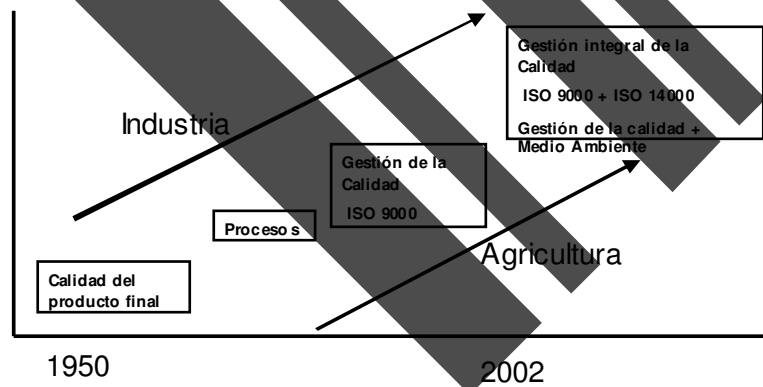 Gestión integral de la
Calidad
ISO 9000 + ISO 14000
Gestión de la calidad +
Medio Ambiente
Industria
Gestión de la
Calidad
ISO 9000
Procesos
Agricultura
Calidad del
producto final
1950
2002